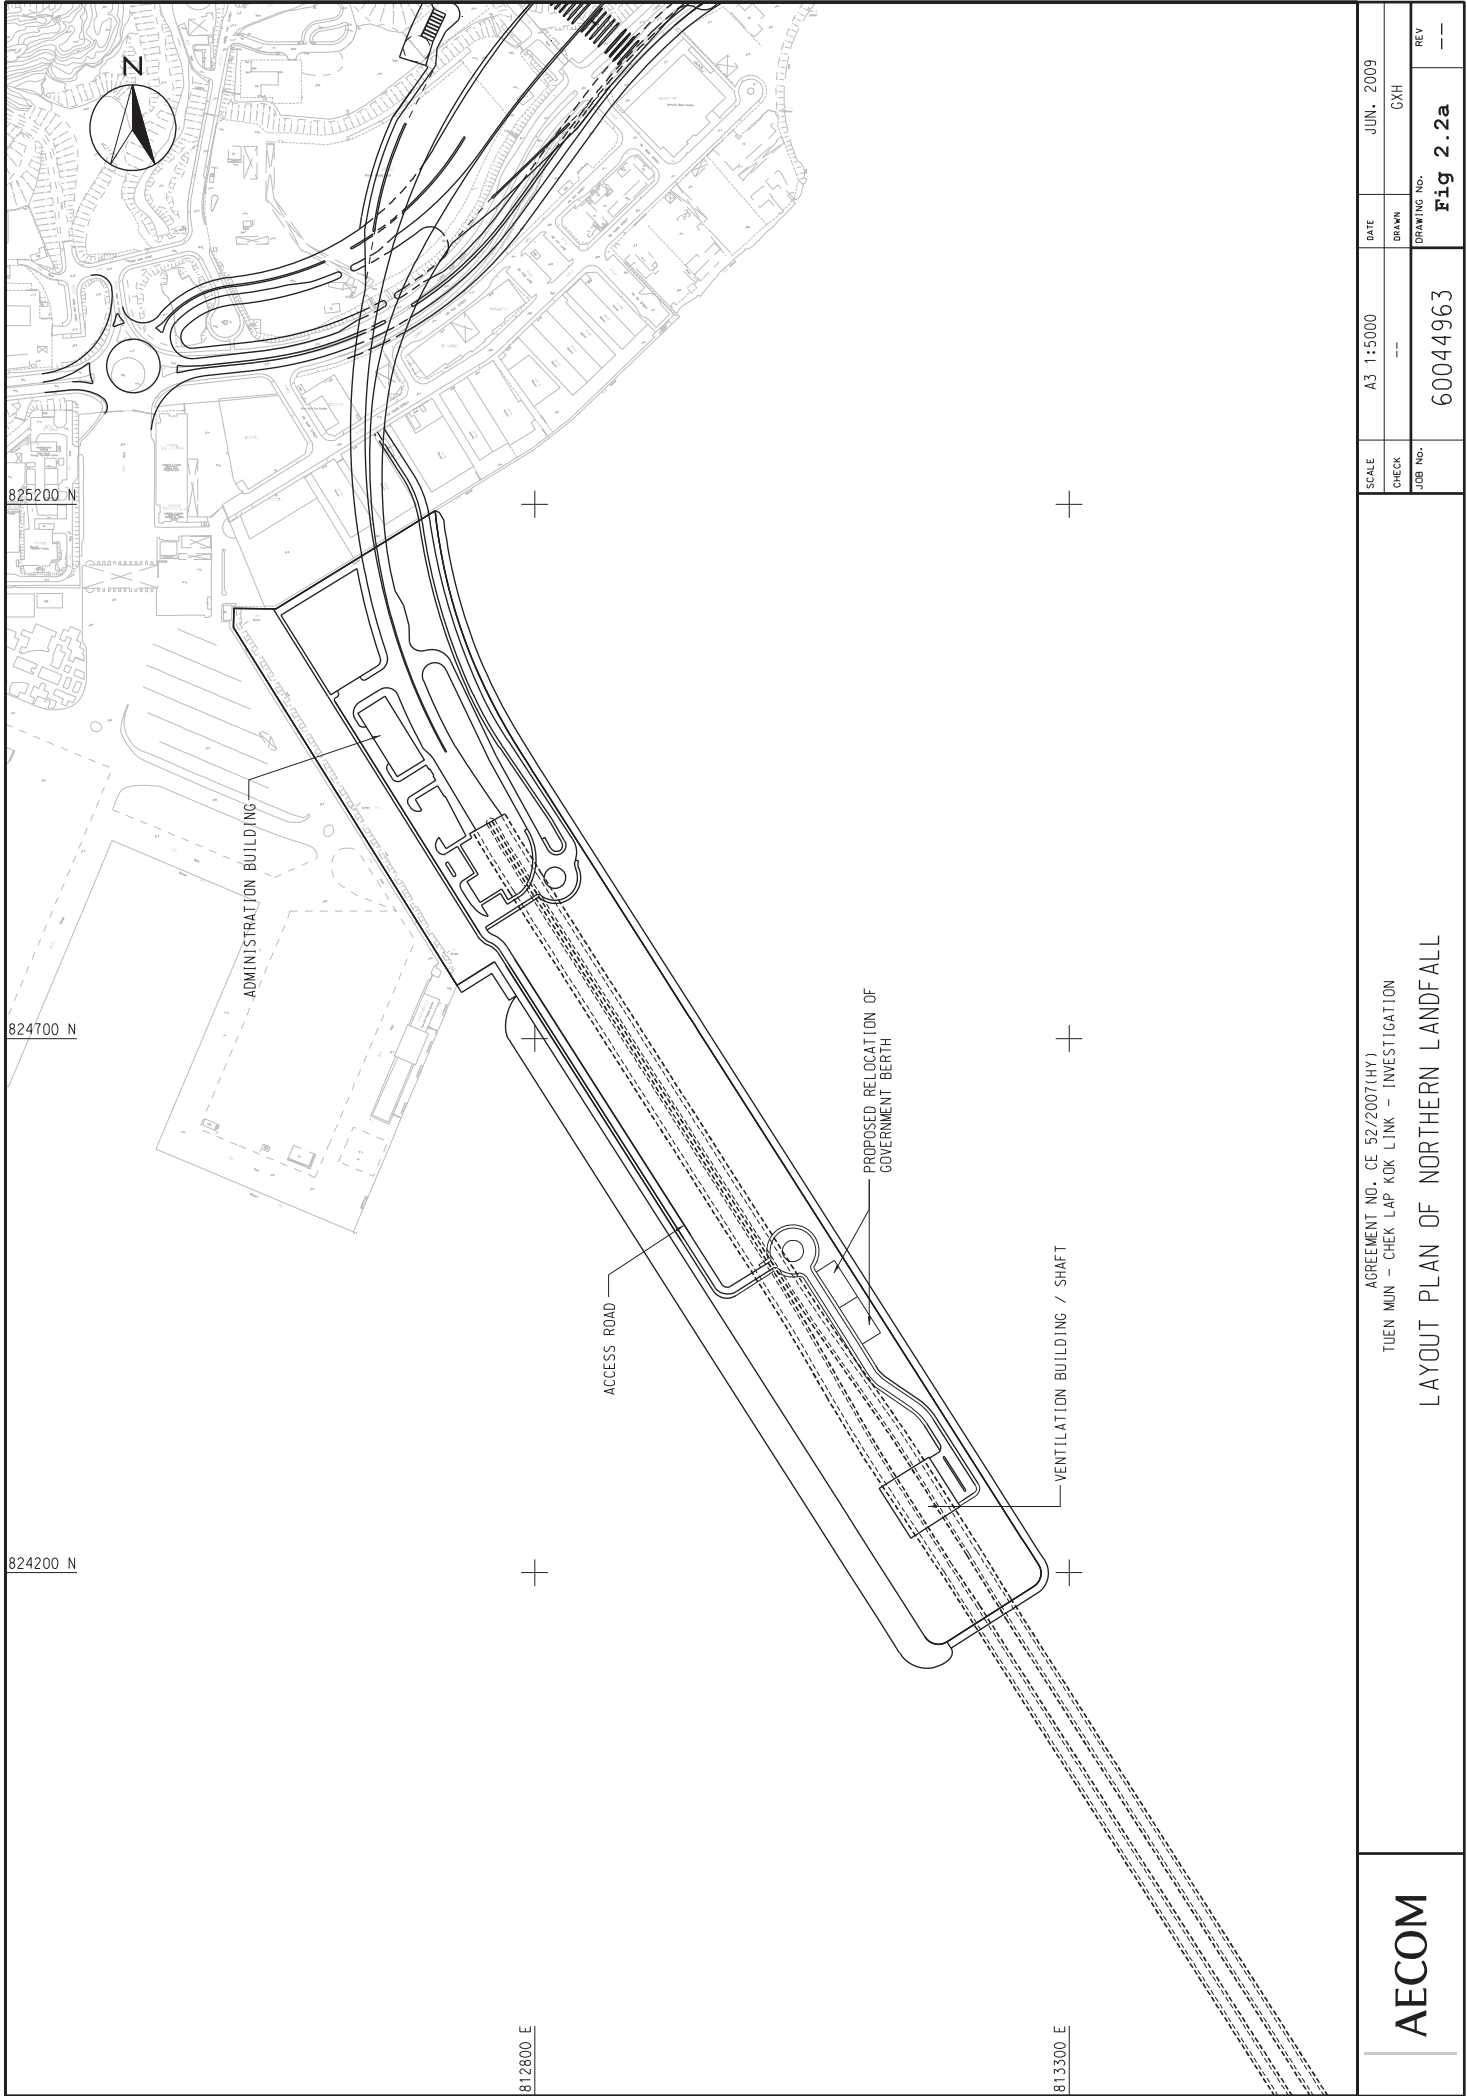 N
825200 N
824700 N
824200 N
812800 E
813300 E
ADMINISTRATION BUILDING
ACCESS ROAD
PROPOSED RELOCATION OF
GOVERNMENT BERTH
VENTILATION BUILDING / SHAFT
AECOM
AGREEMENT NO. CE 52/2007(HY)
TUEN MUN - CHEK LAP KOK LINK - INVESTIGATION
LAYOUT PLAN OF NORTHERN LANDFALL
SCALE A3 1:5000 DATE JUN. 2009
CHECK -- DRAWN GXH
JOB No. 60044963 DRAWING No. Fig 2.2a REV --